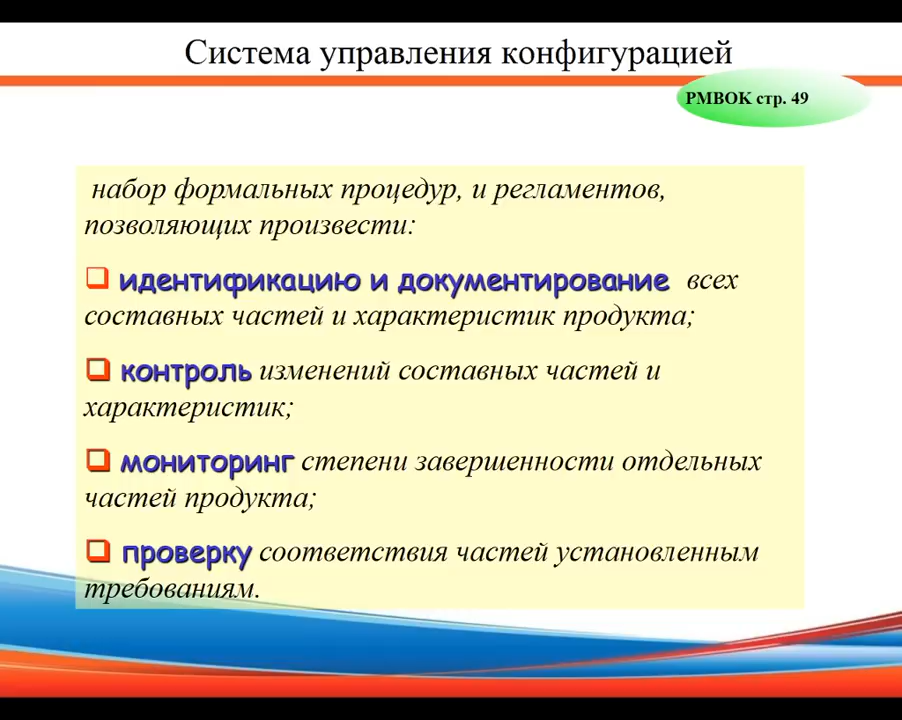 Система управления конфигурацией
PMBOK стр. 49
набор формальных процедур, и регламентов,
позволяющих произвести:
идентификацию и документирование всех
составных частей и характеристик продукта;
контроль изменений составных частей и
характеристик;
мониторинг степени завершенности отдельных
частей продукта;
проверку соответствия частей установленным
требованиям.